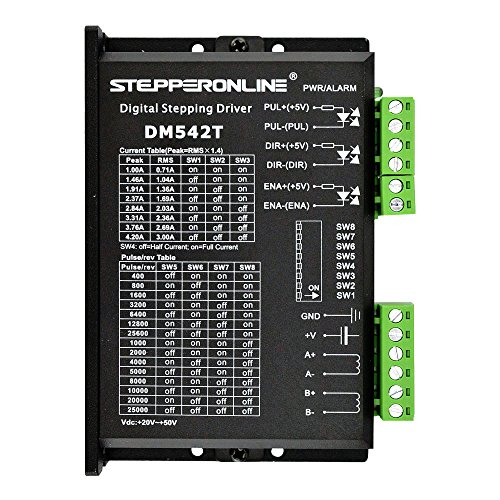 STEPPERONLINE®
Digital Stepping Driver
DM542T
Current Table(Peak=RMS×1.4)
Peak RMS SW1 SW2 SW3
1.00A 0.71A on on on
1.46A 1.04A off on on
1.91A 1.36A on off on
2.37A 1.69A off off on
2.84A 2.03A on on off
3.31A 2.36A off on off
3.76A 2.69A on off off
4.20A 3.00A off off off
SW4: off=Half Current; on=Full Current
Pulse/rev Table
Pulse/rev SW5 SW6 SW7 SW8
400 off on on on
800 on off on on
1600 off off on on
3200 on on off on
6400 off on off on
12800 on off off on
25600 off off off on
1000 on on on off
2000 off on on off
4000 on off on off
5000 off off on off
8000 on on off off
10000 off on off off
20000 on off off off
25000 off off off off
Vdc:+20V~+50V
PWR/ALARM
PUL+(+5V)
PUL-(PUL)
DIR+(+5V)
DIR-(DIR)
ENA+(+5V)
ENA-(ENA)
SW8
SW7
SW6
SW5
SW4
SW3
SW2
ON SW1
GND
+V
A+
A-
B+
B-